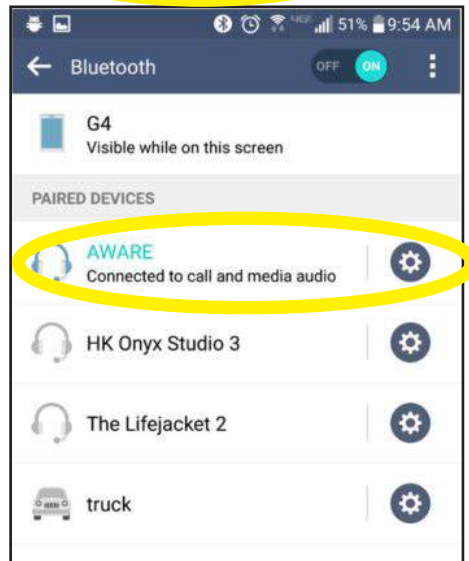 51% 9:54 AM
Bluetooth OFF ON
G4
Visible while on this screen
PAIRED DEVICES
AWARE
Connected to call and media audio
HK Onyx Studio 3
The Lifejacket 2
truck